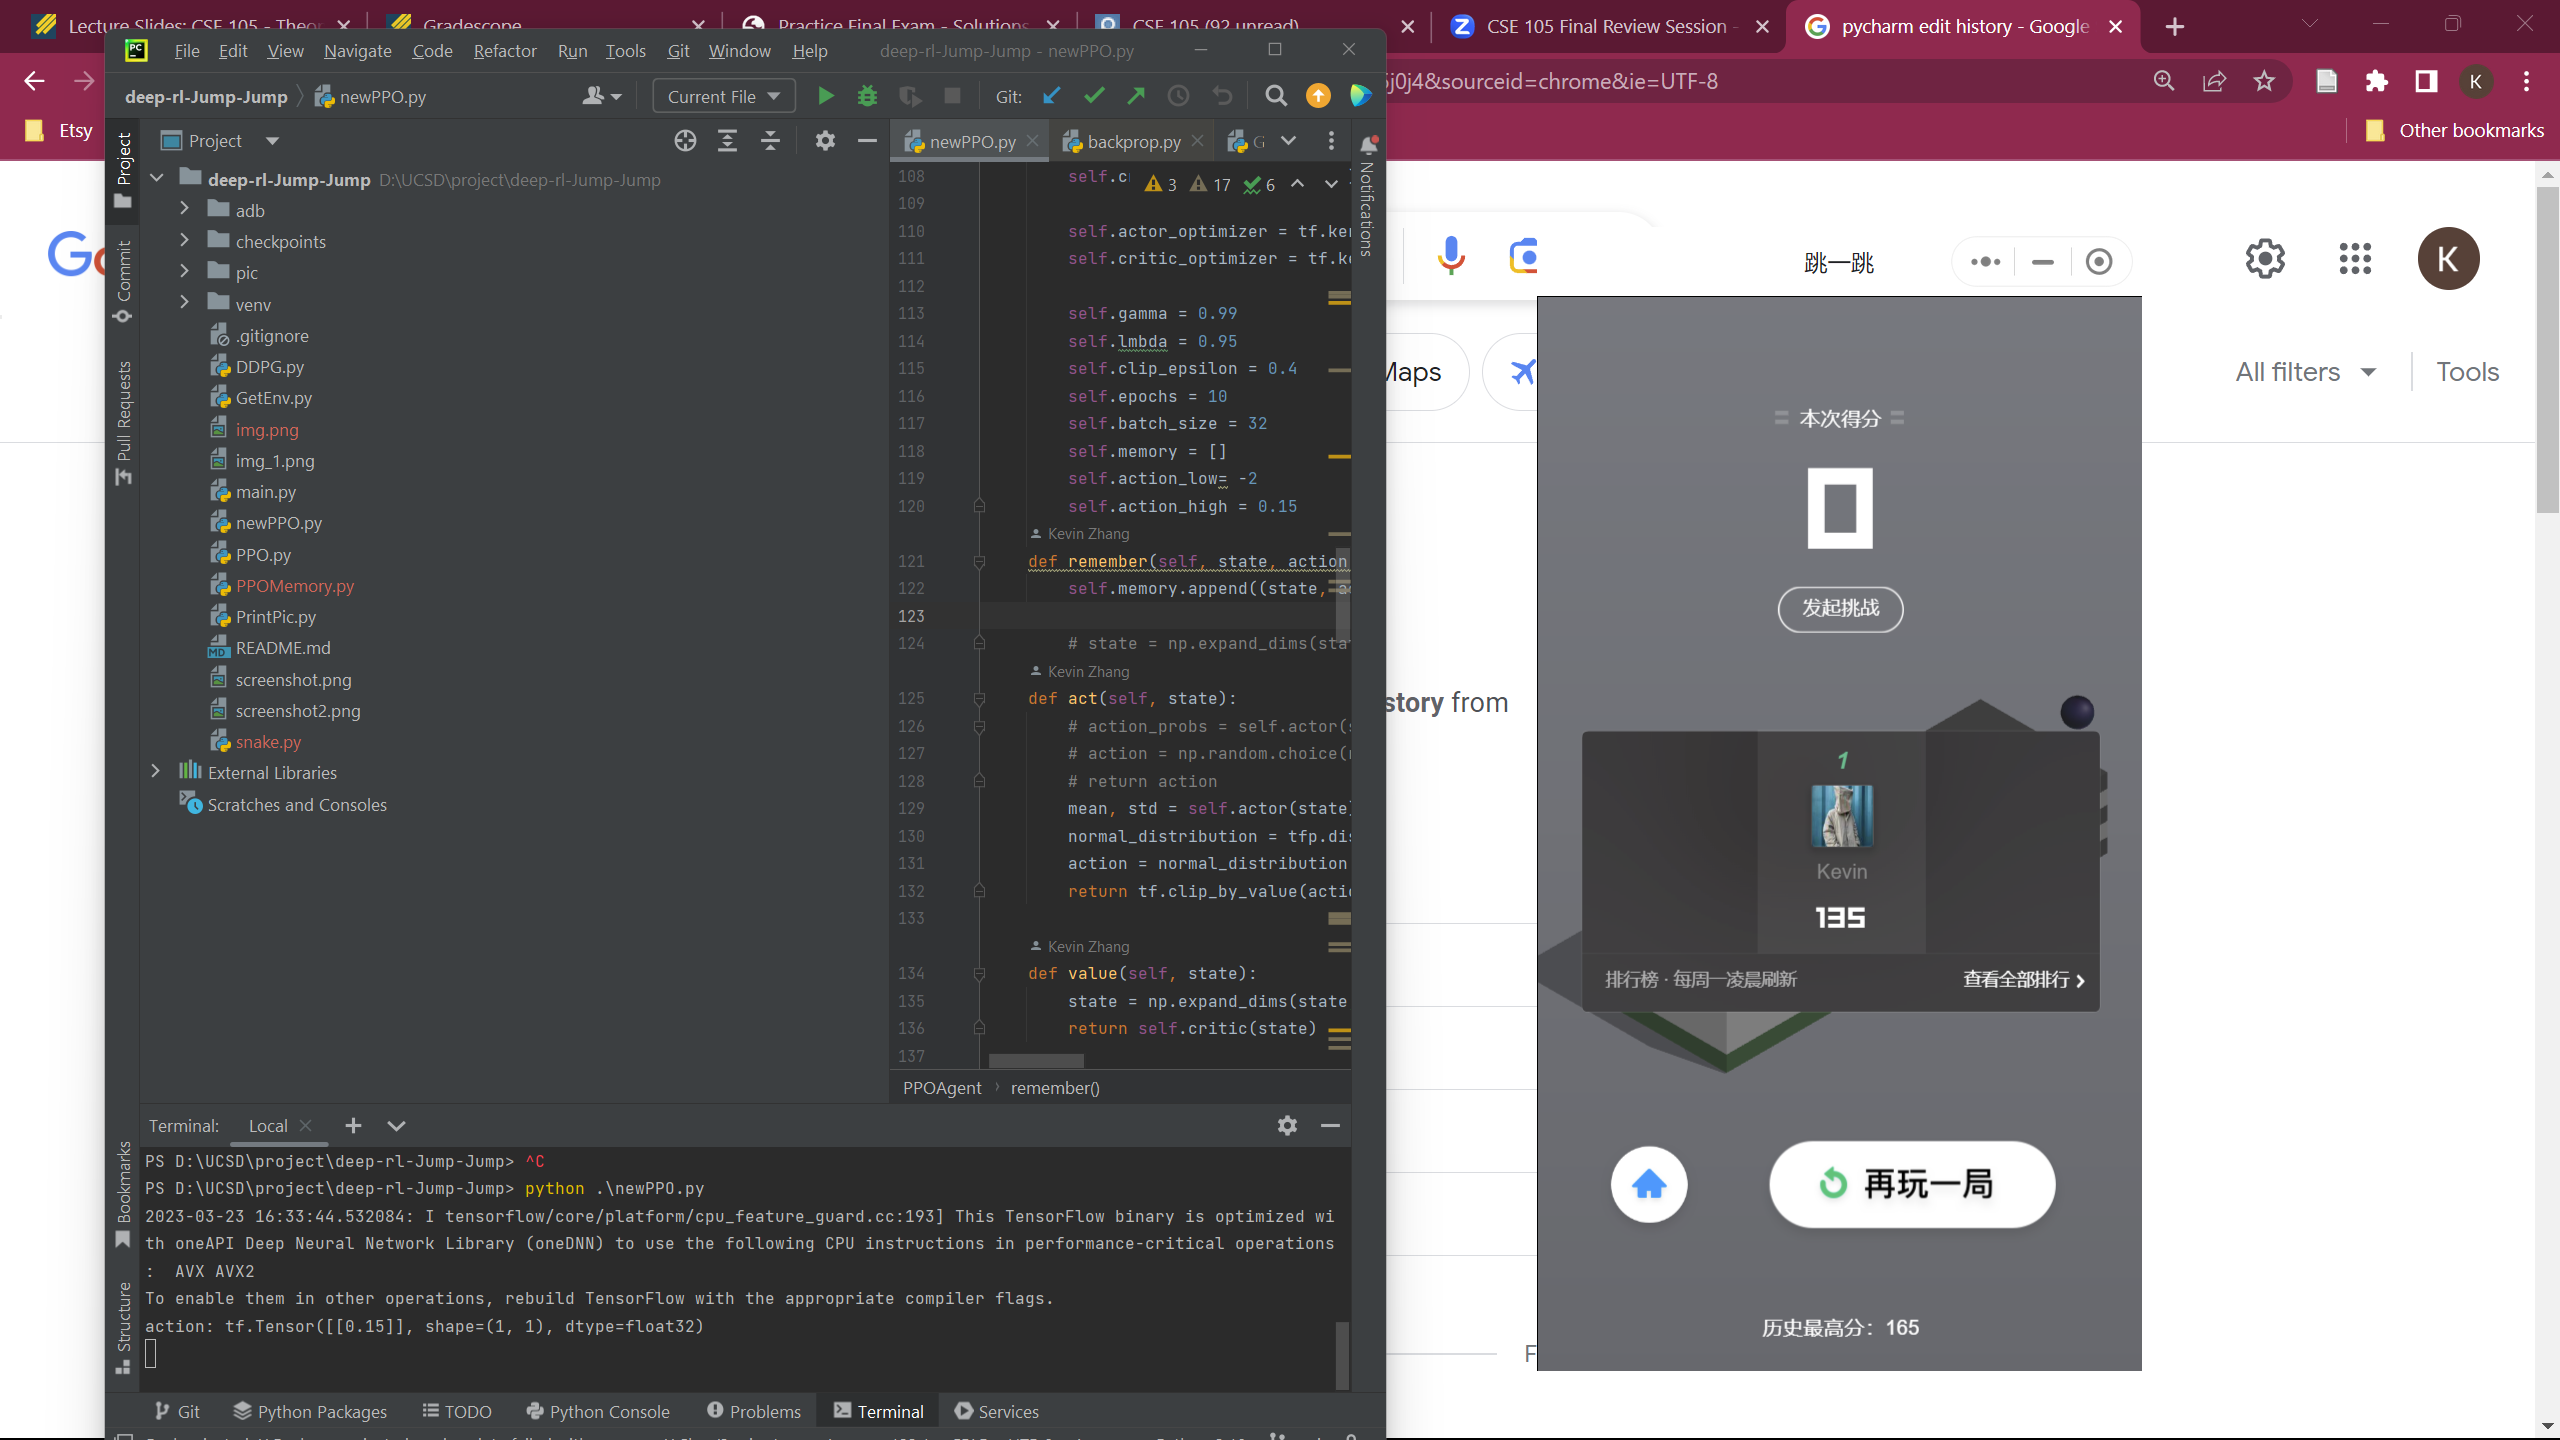 Lecture Slides: CSE 105 - Theor
Gradescope
Practice Final Exam - Solutions
CSE 105 (92 unread)
CSE 105 Final Review Session -
pycharm edit history - Google
PC
File Edit View Navigate Code Refactor Run Tools Git Window Help
deep-rl-Jump-Jump - newPPO.py
j0j4&sourceid=chrome&ie=UTF-8
K
deep-rl-Jump-Jump
newPPO.py
Current File
Git:
Etsy
Other bookmarks
Project
newPPO.py
backprop.py
G
Project
Commit
Pull Requests
Bookmarks
Structure
Notifications
deep-rl-Jump-Jump D:\UCSD\project\deep-rl-Jump-Jump
adb
checkpoints
pic
venv
.gitignore
DDPG.py
GetEnv.py
img.png
img_1.png
main.py
newPPO.py
PPO.py
PPOMemory.py
PrintPic.py
README.md
screenshot.png
screenshot2.png
snake.py
External Libraries
Scratches and Consoles
3 17 6
108 self.c
109
110 self.actor_optimizer = tf.ker
111 self.critic_optimizer = tf.ke
112
113 self.gamma = 0.99
114 self.lmbda = 0.95
115 self.clip_epsilon = 0.4
116 self.epochs = 10
117 self.batch_size = 32
118 self.memory = []
119 self.action_low= -2
120 self.action_high = 0.15
Kevin Zhang
121 def remember(self, state, action
122 self.memory.append((state, ac
123
124 # state = np.expand_dims(stat
Kevin Zhang
125 def act(self, state):
126 # action_probs = self.actor(s
127 # action = np.random.choice(n
128 # return action
129 mean, std = self.actor(state)
130 normal_distribution = tfp.dis
131 action = normal_distribution
132 return tf.clip_by_value(actio
133
Kevin Zhang
134 def value(self, state):
135 state = np.expand_dims(state
136 return self.critic(state)
137
PPOAgent
remember()
Terminal:
Local
PS D:\UCSD\project\deep-rl-Jump-Jump> ^C
PS D:\UCSD\project\deep-rl-Jump-Jump> python .\newPPO.py
2023-03-23 16:33:44.532084: I tensorflow/core/platform/cpu_feature_guard.cc:193] This TensorFlow binary is optimized wi
th oneAPI Deep Neural Network Library (oneDNN) to use the following CPU instructions in performance-critical operations
:  AVX AVX2
To enable them in other operations, rebuild TensorFlow with the appropriate compiler flags.
action: tf.Tensor([[0.15]], shape=(1, 1), dtype=float32)
Git
Python Packages
TODO
Python Console
Problems
Terminal
Services
Go
跳一跳
K
Maps
All filters
Tools
story from
F
本次得分
0
发起挑战
1
Kevin
135
排行榜 · 每周一凌晨刷新
查看全部排行
再玩一局
历史最高分：165